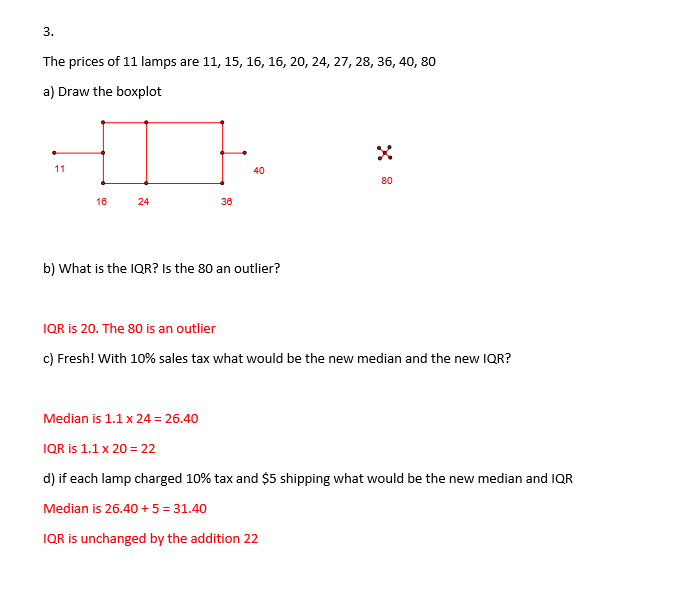 3.
The prices of 11 lamps are 11, 15, 16, 16, 20, 24, 27, 28, 36, 40, 80
a) Draw the boxplot
11
40
80
16
24
36
b) What is the IQR? Is the 80 an outlier?
IQR is 20. The 80 is an outlier
c) Fresh! With 10% sales tax what would be the new median and the new IQR?
Median is 1.1 x 24 = 26.40
IQR is 1.1 x 20 = 22
d) if each lamp charged 10% tax and $5 shipping what would be the new median and IQR
Median is 26.40 + 5 = 31.40
IQR is unchanged by the addition 22